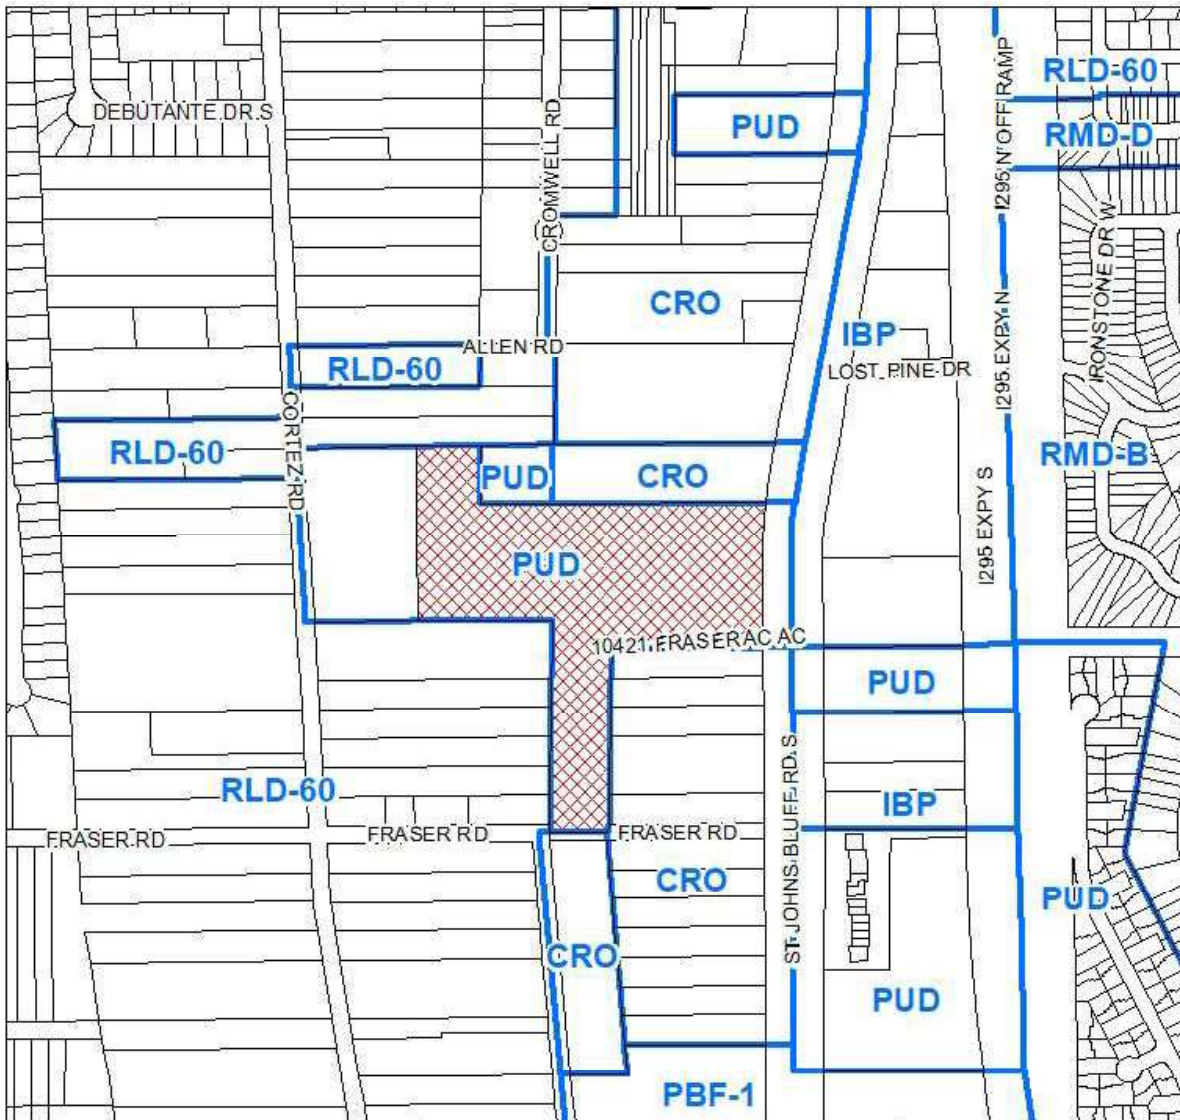 RLD-60
DEBUTANTE DR S
PUD
RMD-D
CROMWELL RD
I295 N OFF RAMP
IRONSTONE DR W
CRO
IBP
I295 EXPY N
ALLEN RD
RLD-60
LOST PINE DR
CORTEZ RD
RLD-60
RMD-B
PUD
CRO
I295 EXPY S
PUD
10421 FRASER AC AC
PUD
ST JOHNS BLUFF RD S
RLD-60
IBP
FRASER RD
FRASER RD
FRASER RD
CRO
PUD
CRO
PUD
PBF-1